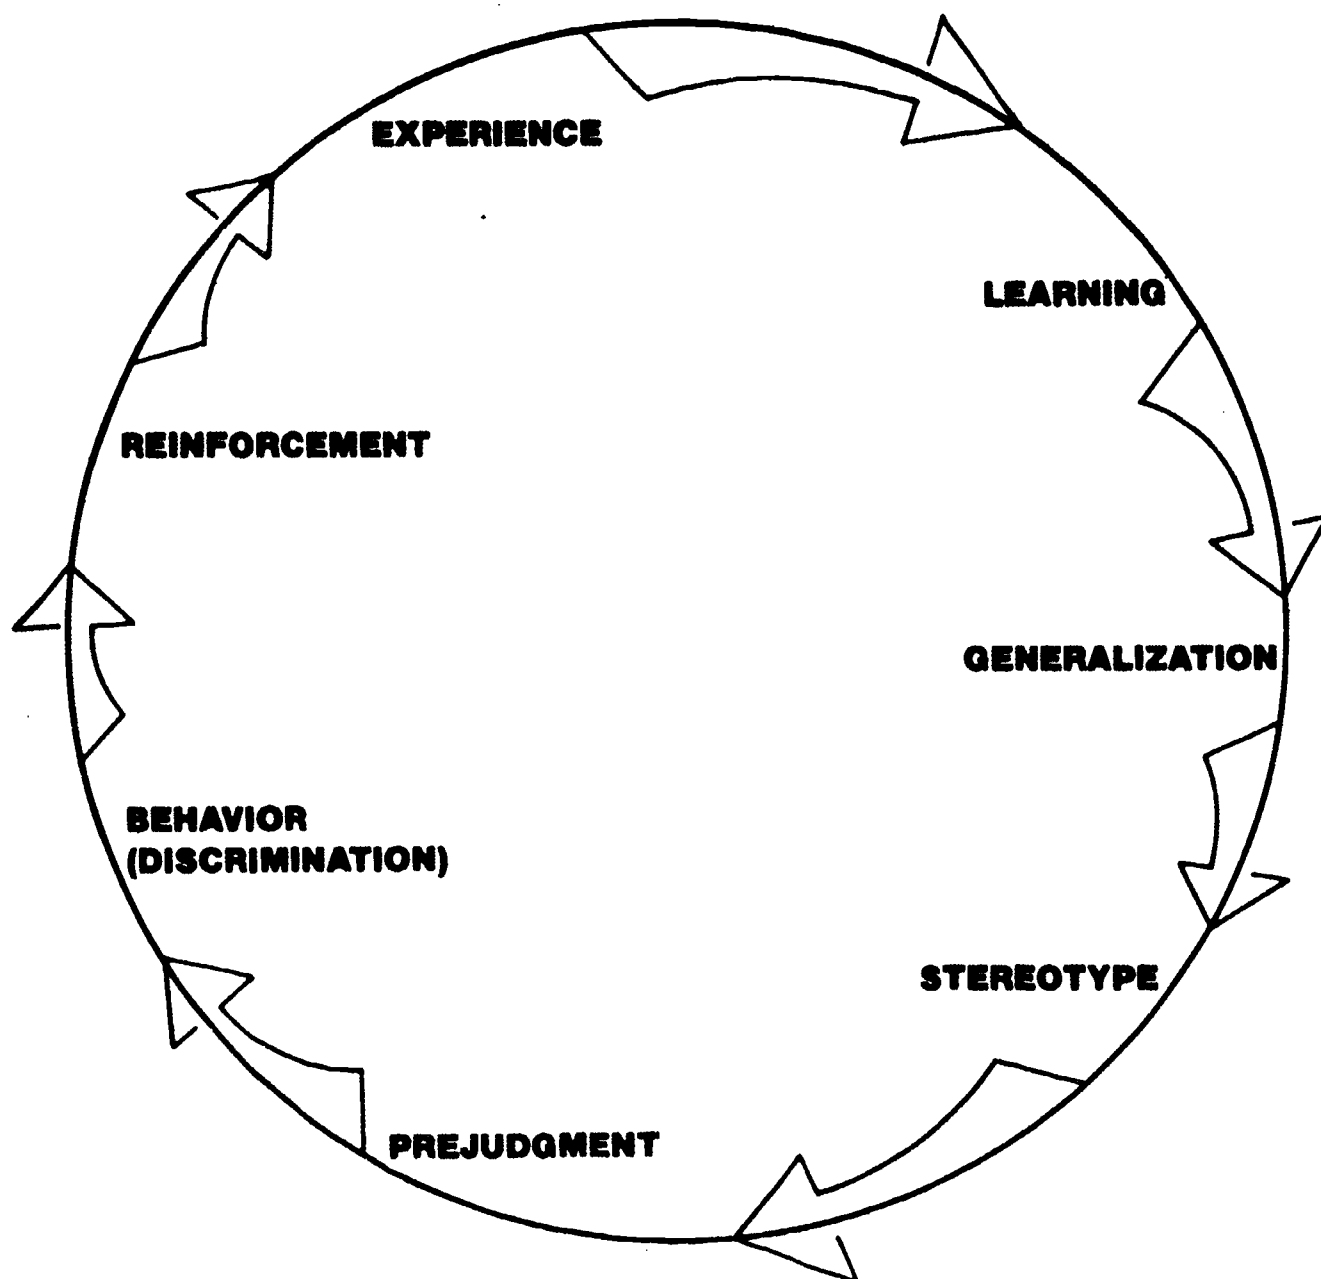 EXPERIENCE
LEARNING
REINFORCEMENT
GENERALIZATION
BEHAVIOR
(DISCRIMINATION)
STEREOTYPE
PREJUDGMENT